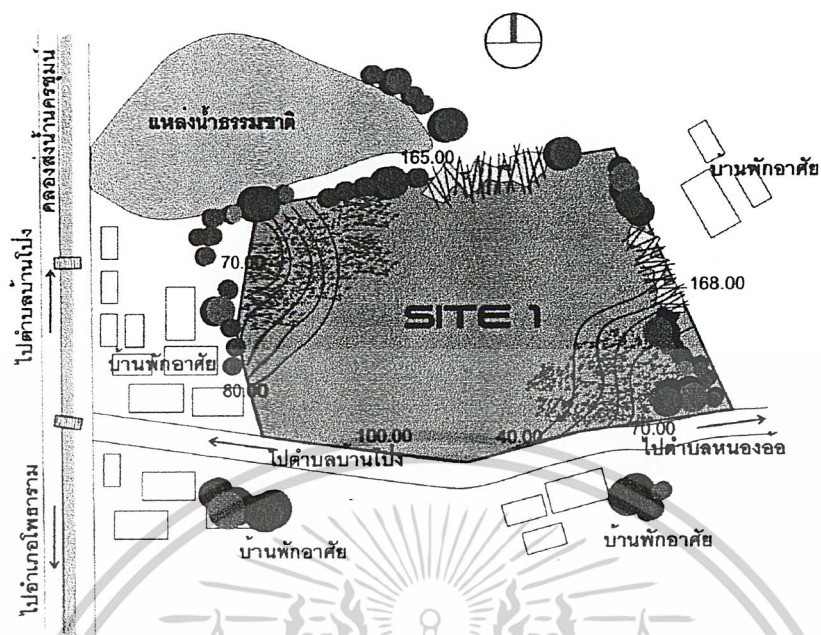 คลองส่งน้ำนครชุมน์
แหล่งน้ำธรรมชาติ
165.00
บานพักอาศัย
ไปตำบลบ้านโป่ง
70.00
168.00
SITE 1
บ้านพักอาศัย
80.00
100.00
40.00
70.00
ไปตำบลบ้านโป่ง
ไปตำบลหนองอ้อ
ไปอำเภอโพธาราม
บ้านพักอาศัย
บ้านพักอาศัย